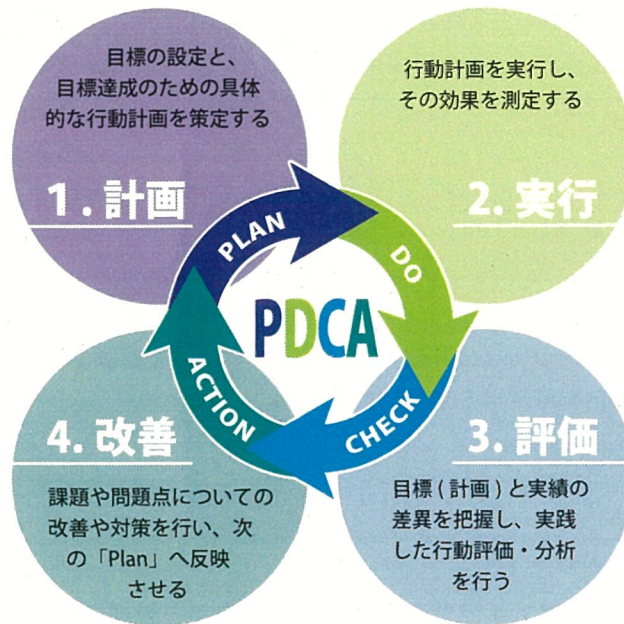 目標の設定と、
目標達成のための具体
的な行動計画を策定する
1. 計画
行動計画を実行し、
その効果を測定する
2. 実行
PLAN
DO
PDCA
ACTION
CHECK
4. 改善
課題や問題点についての
改善や対策を行い、次
の「Plan」へ反映
させる
3. 評価
目標 ( 計画 ) と実績の
差異を把握し、実践
した行動評価・分析
を行う